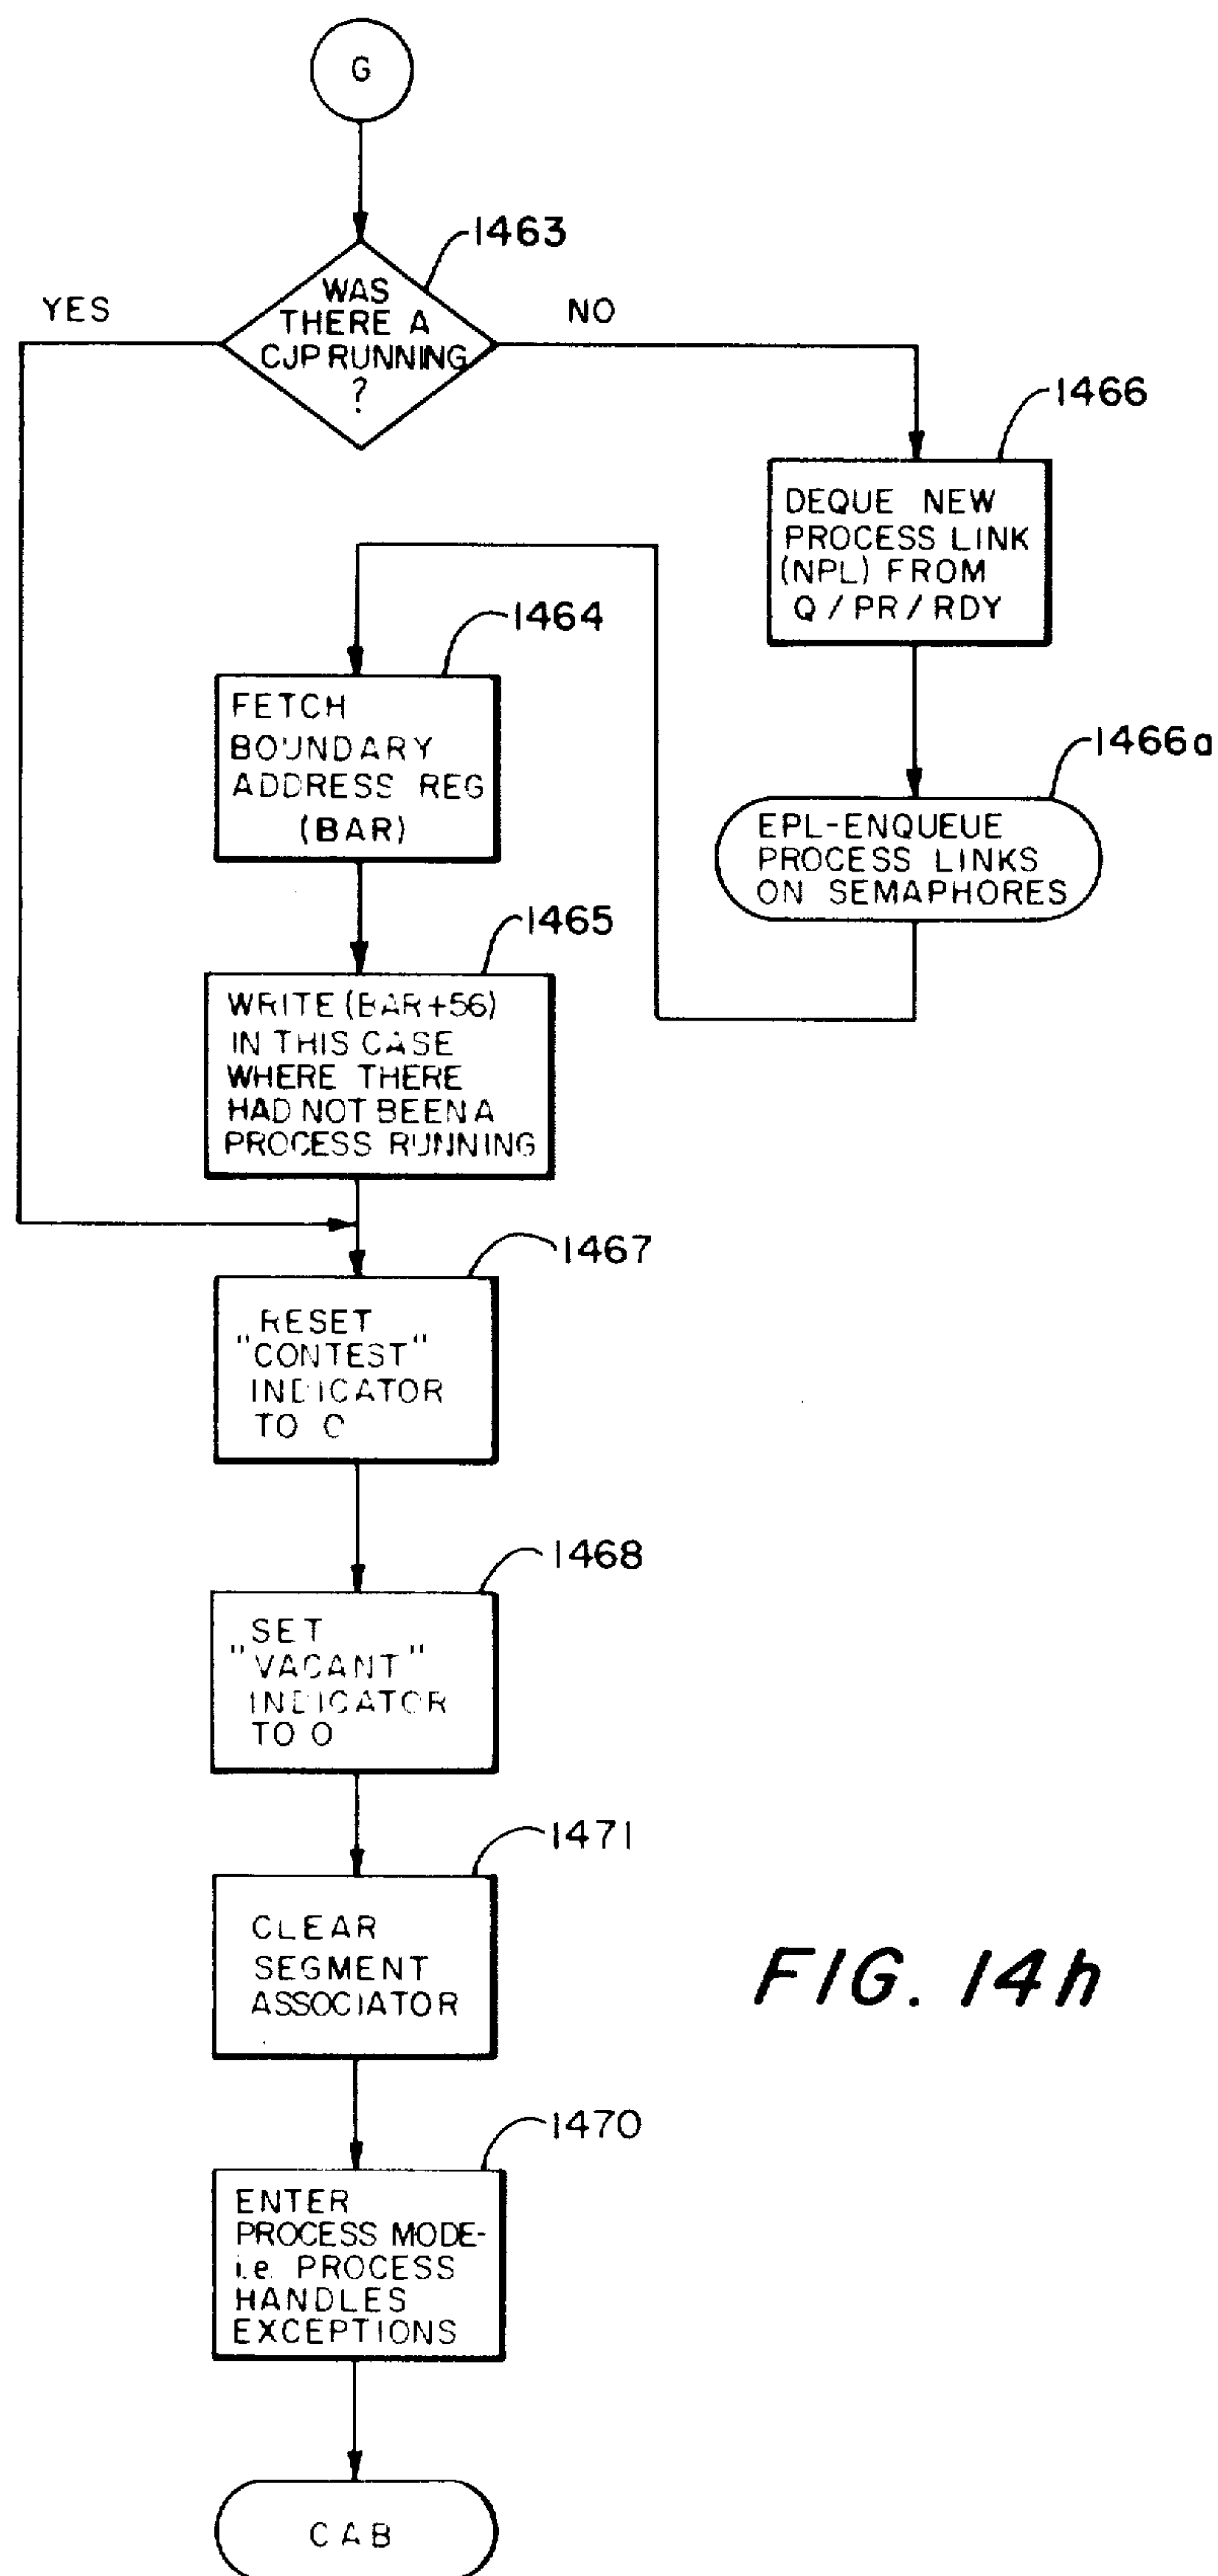 G
1463
WAS
THERE A
CJP RUNNING
?
YES
NO
1466
DEQUE NEW
PROCESS LINK
(NPL) FROM
Q / PR / RDY
1466a
EPL-ENQUEUE
PROCESS LINKS
ON SEMAPHORES
1464
FETCH
BOUNDARY
ADDRESS REG
(BAR)
1465
WRITE (BAR+56)
IN THIS CASE
WHERE THERE
HAD NOT BEEN A
PROCESS RUNNING
1467
RESET
"CONTEST"
INDICATOR
TO 0
1468
SET
"VACANT"
INDICATOR
TO 0
1471
CLEAR
SEGMENT
ASSOCIATOR
1470
ENTER
PROCESS MODE-
i.e. PROCESS
HANDLES
EXCEPTIONS
CAB
FIG. 14h